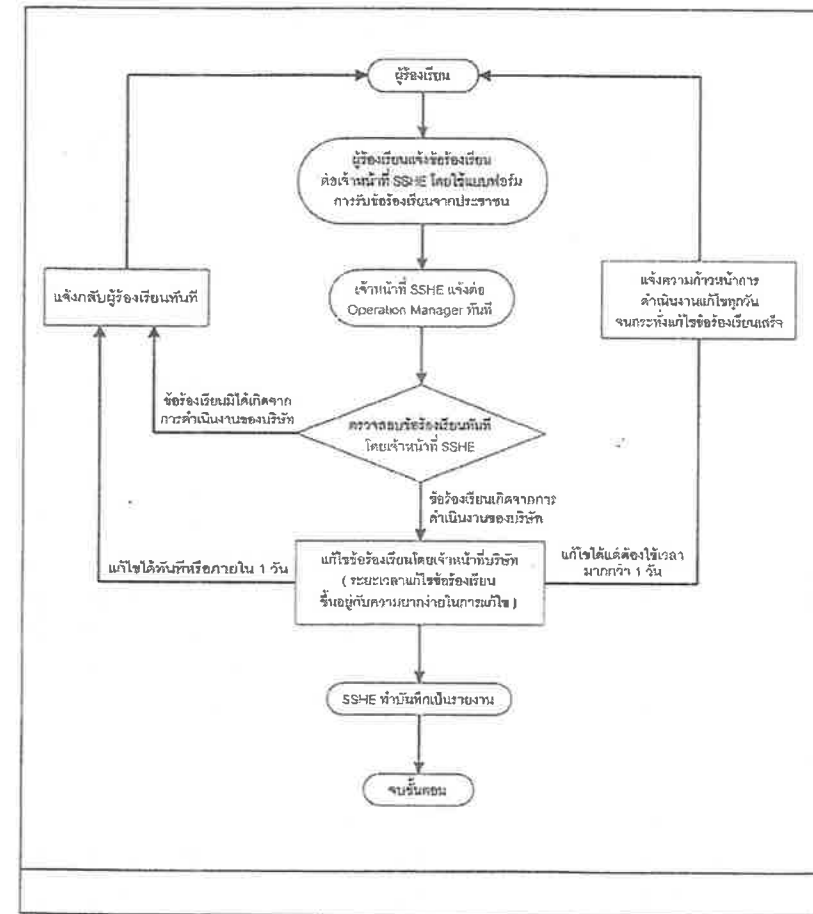 ผู้ร้องเรียน
ผู้ร้องเรียนแจ้งข้อร้องเรียน
ต่อเจ้าหน้าที่ SSHE โดยใช้แบบฟอร์ม
การรับข้อร้องเรียนจากประชาชน
แจ้งกลับผู้ร้องเรียนทันที
เจ้าหน้าที่ SSHE แจ้งต่อ
Operation Manager ทันที
แจ้งความก้าวหน้าการ
ดำเนินงานแก้ไขทุกวัน
จนกระทั่งแก้ไขข้อร้องเรียนเสร็จ
ข้อร้องเรียนมิได้เกิดจาก
การดำเนินงานของบริษัท
ตรวจสอบข้อร้องเรียนทันที
โดยเจ้าหน้าที่ SSHE
ข้อร้องเรียนเกิดจากการ
ดำเนินงานของบริษัท
แก้ไขได้ทันทีหรือภายใน 1 วัน
แก้ไขข้อร้องเรียนโดยเจ้าหน้าที่บริษัท
( ระยะเวลาแก้ไขข้อร้องเรียน
ขึ้นอยู่กับความยากง่ายในการแก้ไข )
แก้ไขได้แต่ต้องใช้เวลา
มากกว่า 1 วัน
SSHE ทำบันทึกเป็นรายงาน
จบขั้นตอน